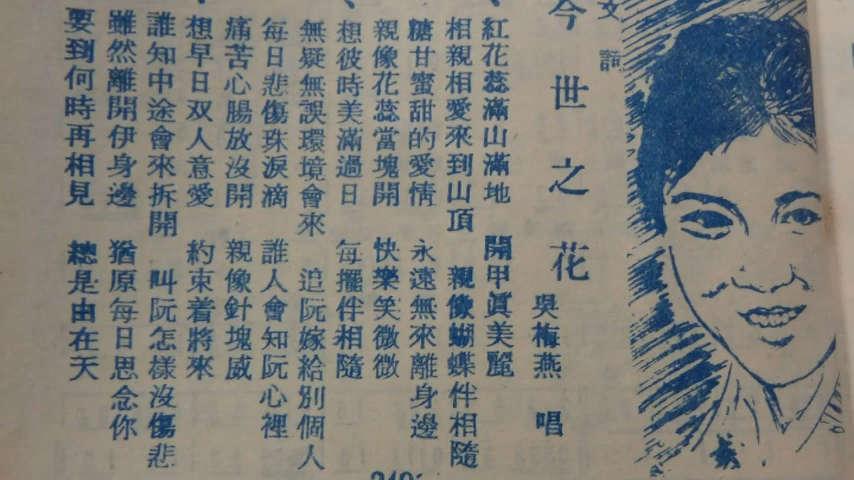 文
今世之花
吳梅燕 唱
紅花蕊滿山滿地 開甲眞美麗
相親相愛來到山頂 親像蝴蝶伴相隨
糖甘蜜甜的愛情 永遠無來離身邊
親像花蕊當塊開 快樂笑微微
想彼時美滿過日 每擺伴相隨
無疑無誤環境會來 追阮嫁給別個人
每日悲傷珠淚滴 誰人會知阮心裡
痛苦心腸放沒開 親像針塊威
想早日双人意愛 約束着將來
誰知中途會來拆開 叫阮怎樣沒傷悲
雖然離開伊身邊 猶原每日思念你
要到何時再相見 總是由在天